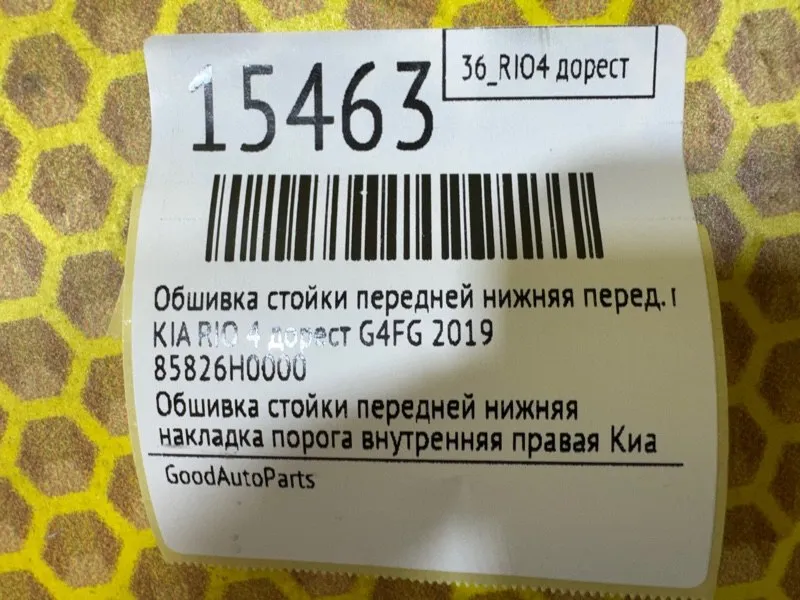 15463
36_RIO4 дорест
Обшивка стойки передней нижняя перед.
KIA RIO 4 дорест G4FG 2019
85826H0000
Обшивка стойки передней нижняя
накладка порога внутренняя правая Киа
GoodAutoParts